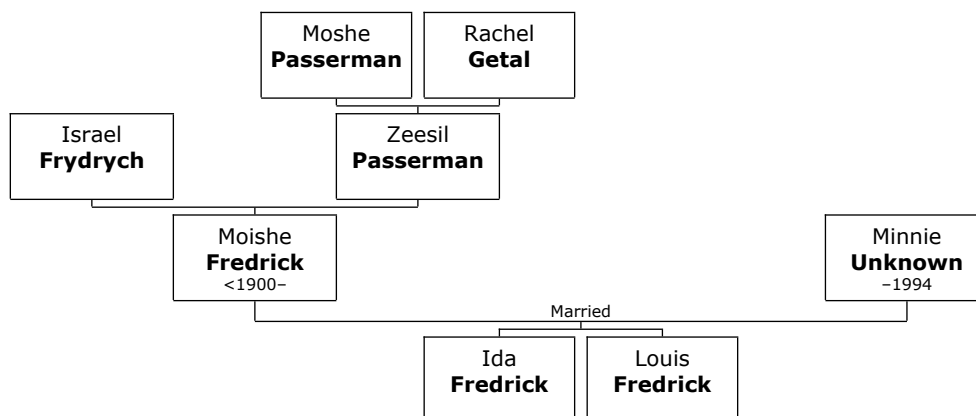 Moshe
Passerman
Rachel
Getal
Israel
Frydrych
Zeesil
Passerman
Moishe
Fredrick
<1900–
Minnie
Unknown
–1994
Married
Ida
Fredrick
Louis
Fredrick